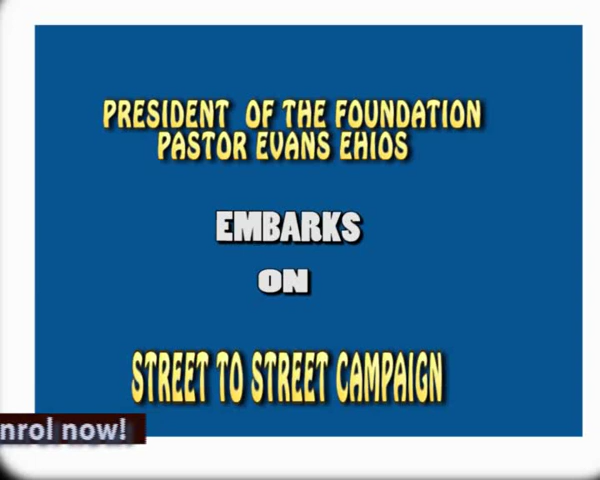 PRESIDENT OF THE FOUNDATION
PASTOR EVANS EHIOS
EMBARKS
ON
STREET TO STREET CAMPAIGN
nrol now!